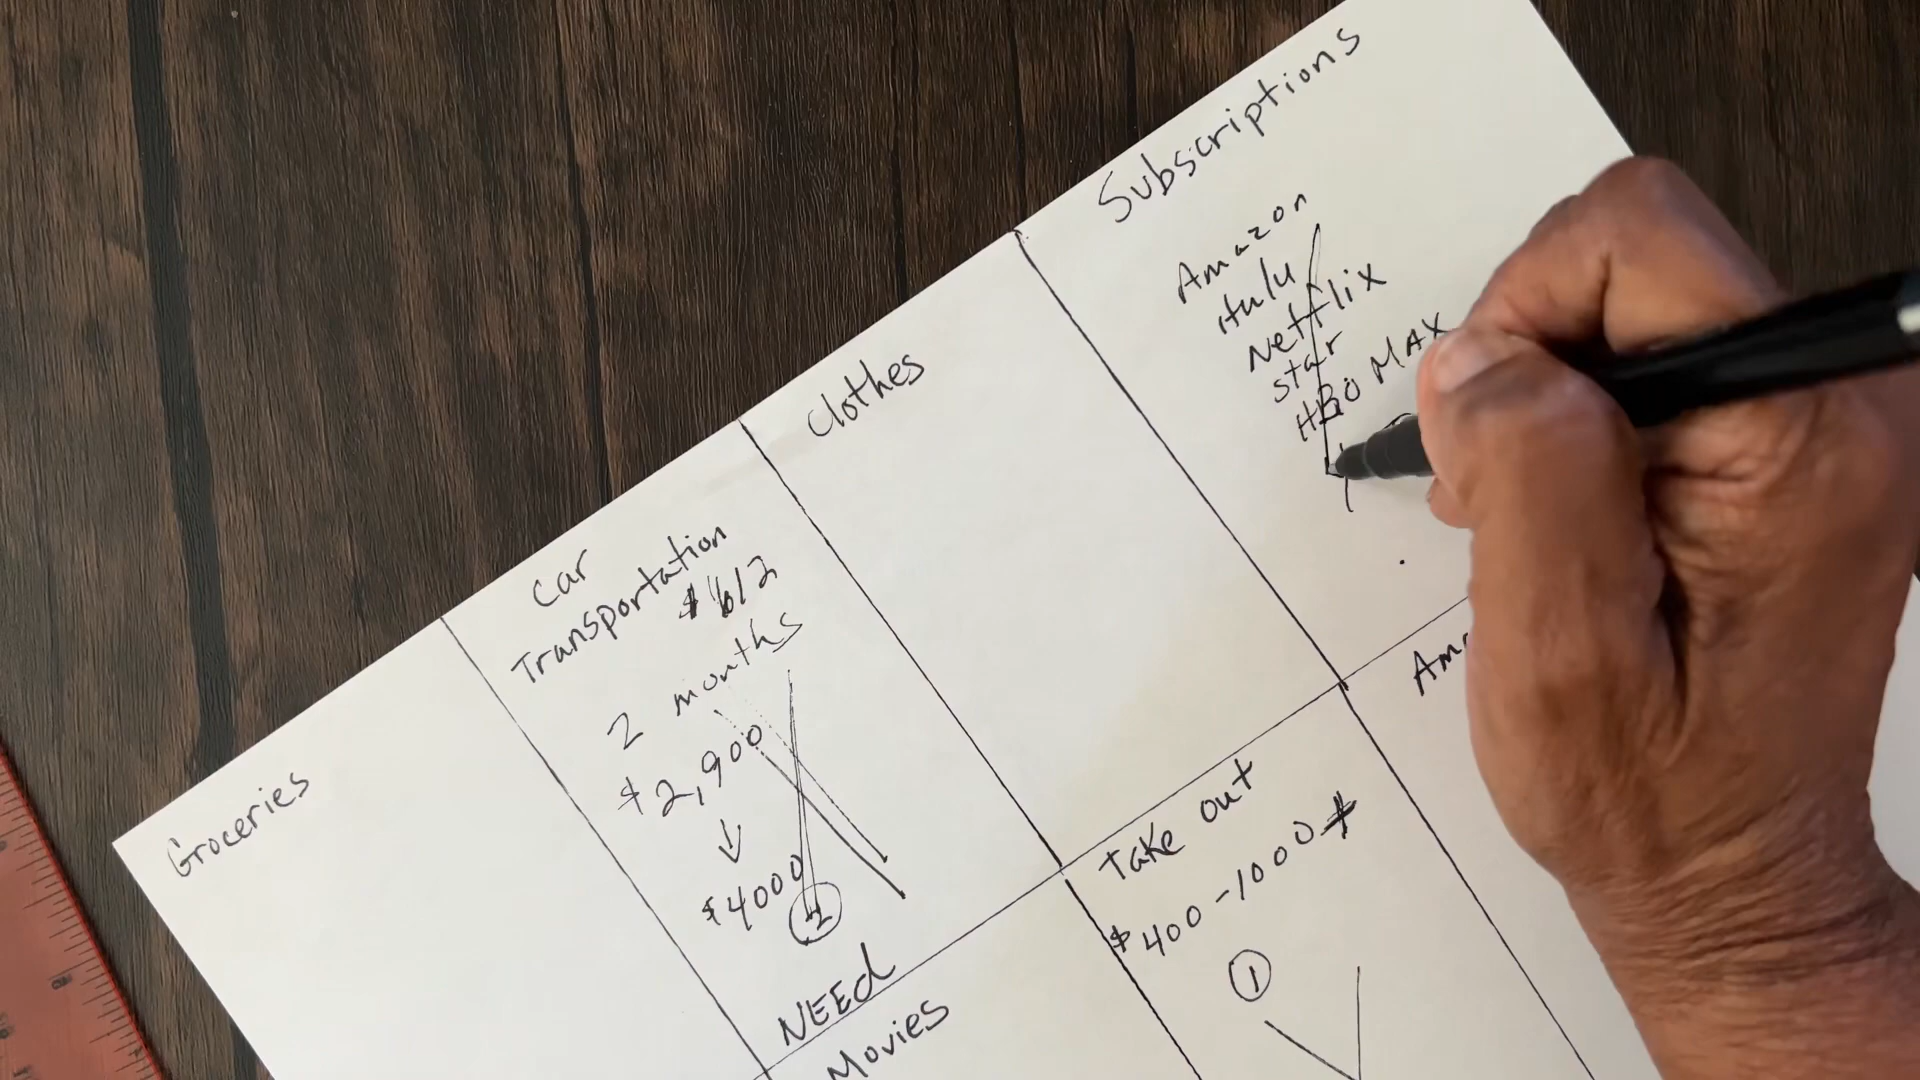 Groceries
Car
Transportation
$612
2 months
$2,900
$4000
NEEd
Clothes
Subscriptions
Amazon
Hulu
Netflix
star
HBO MAX
Movies
Take out
$400-1000$
1